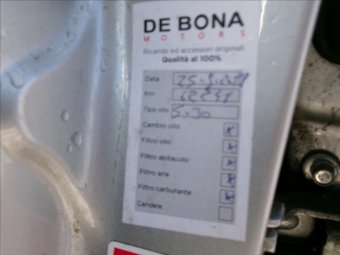 DE BONA
MOTORS
Ricambi ed accessori originali
Qualità al 100%
Data
Km
Tipo olio 5-30
Cambio olio x
Filtro olio x
Filtro abitacolo x
Filtro aria x
Filtro carburante x
Candele